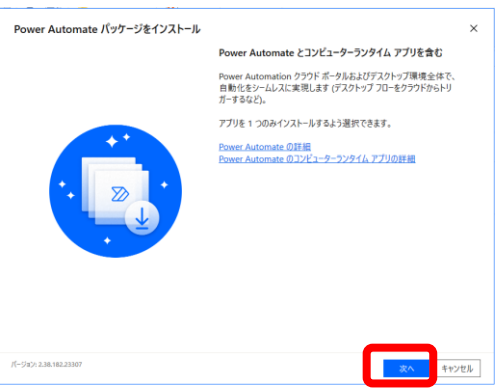 Power Automate パッケージをインストール
Power Automate とコンピューターランタイム アプリを含む
Power Automation クラウド ポータルおよびデスクトップ環境全体で、
自動化をシームレスに実現します (デスクトップ フローをクラウドからトリ
ガーするなど)。
アプリを 1 つのみインストールするよう選択できます。
Power Automate の詳細
Power Automate のコンピューターランタイム アプリの詳細
バージョン: 2.38.182.23307
次へ
キャンセル